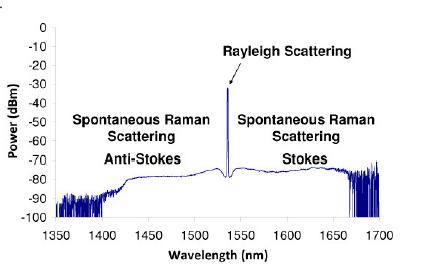 0
-10
-20
-30
-40
-50
-60
-70
-80
-90
-100
Power (dBm)
Rayleigh Scattering
Spontaneous Raman
Scattering
Anti-Stokes
Spontaneous Raman
Scattering
Stokes
1350 1400 1450 1500 1550 1600 1650 1700
Wavelength (nm)